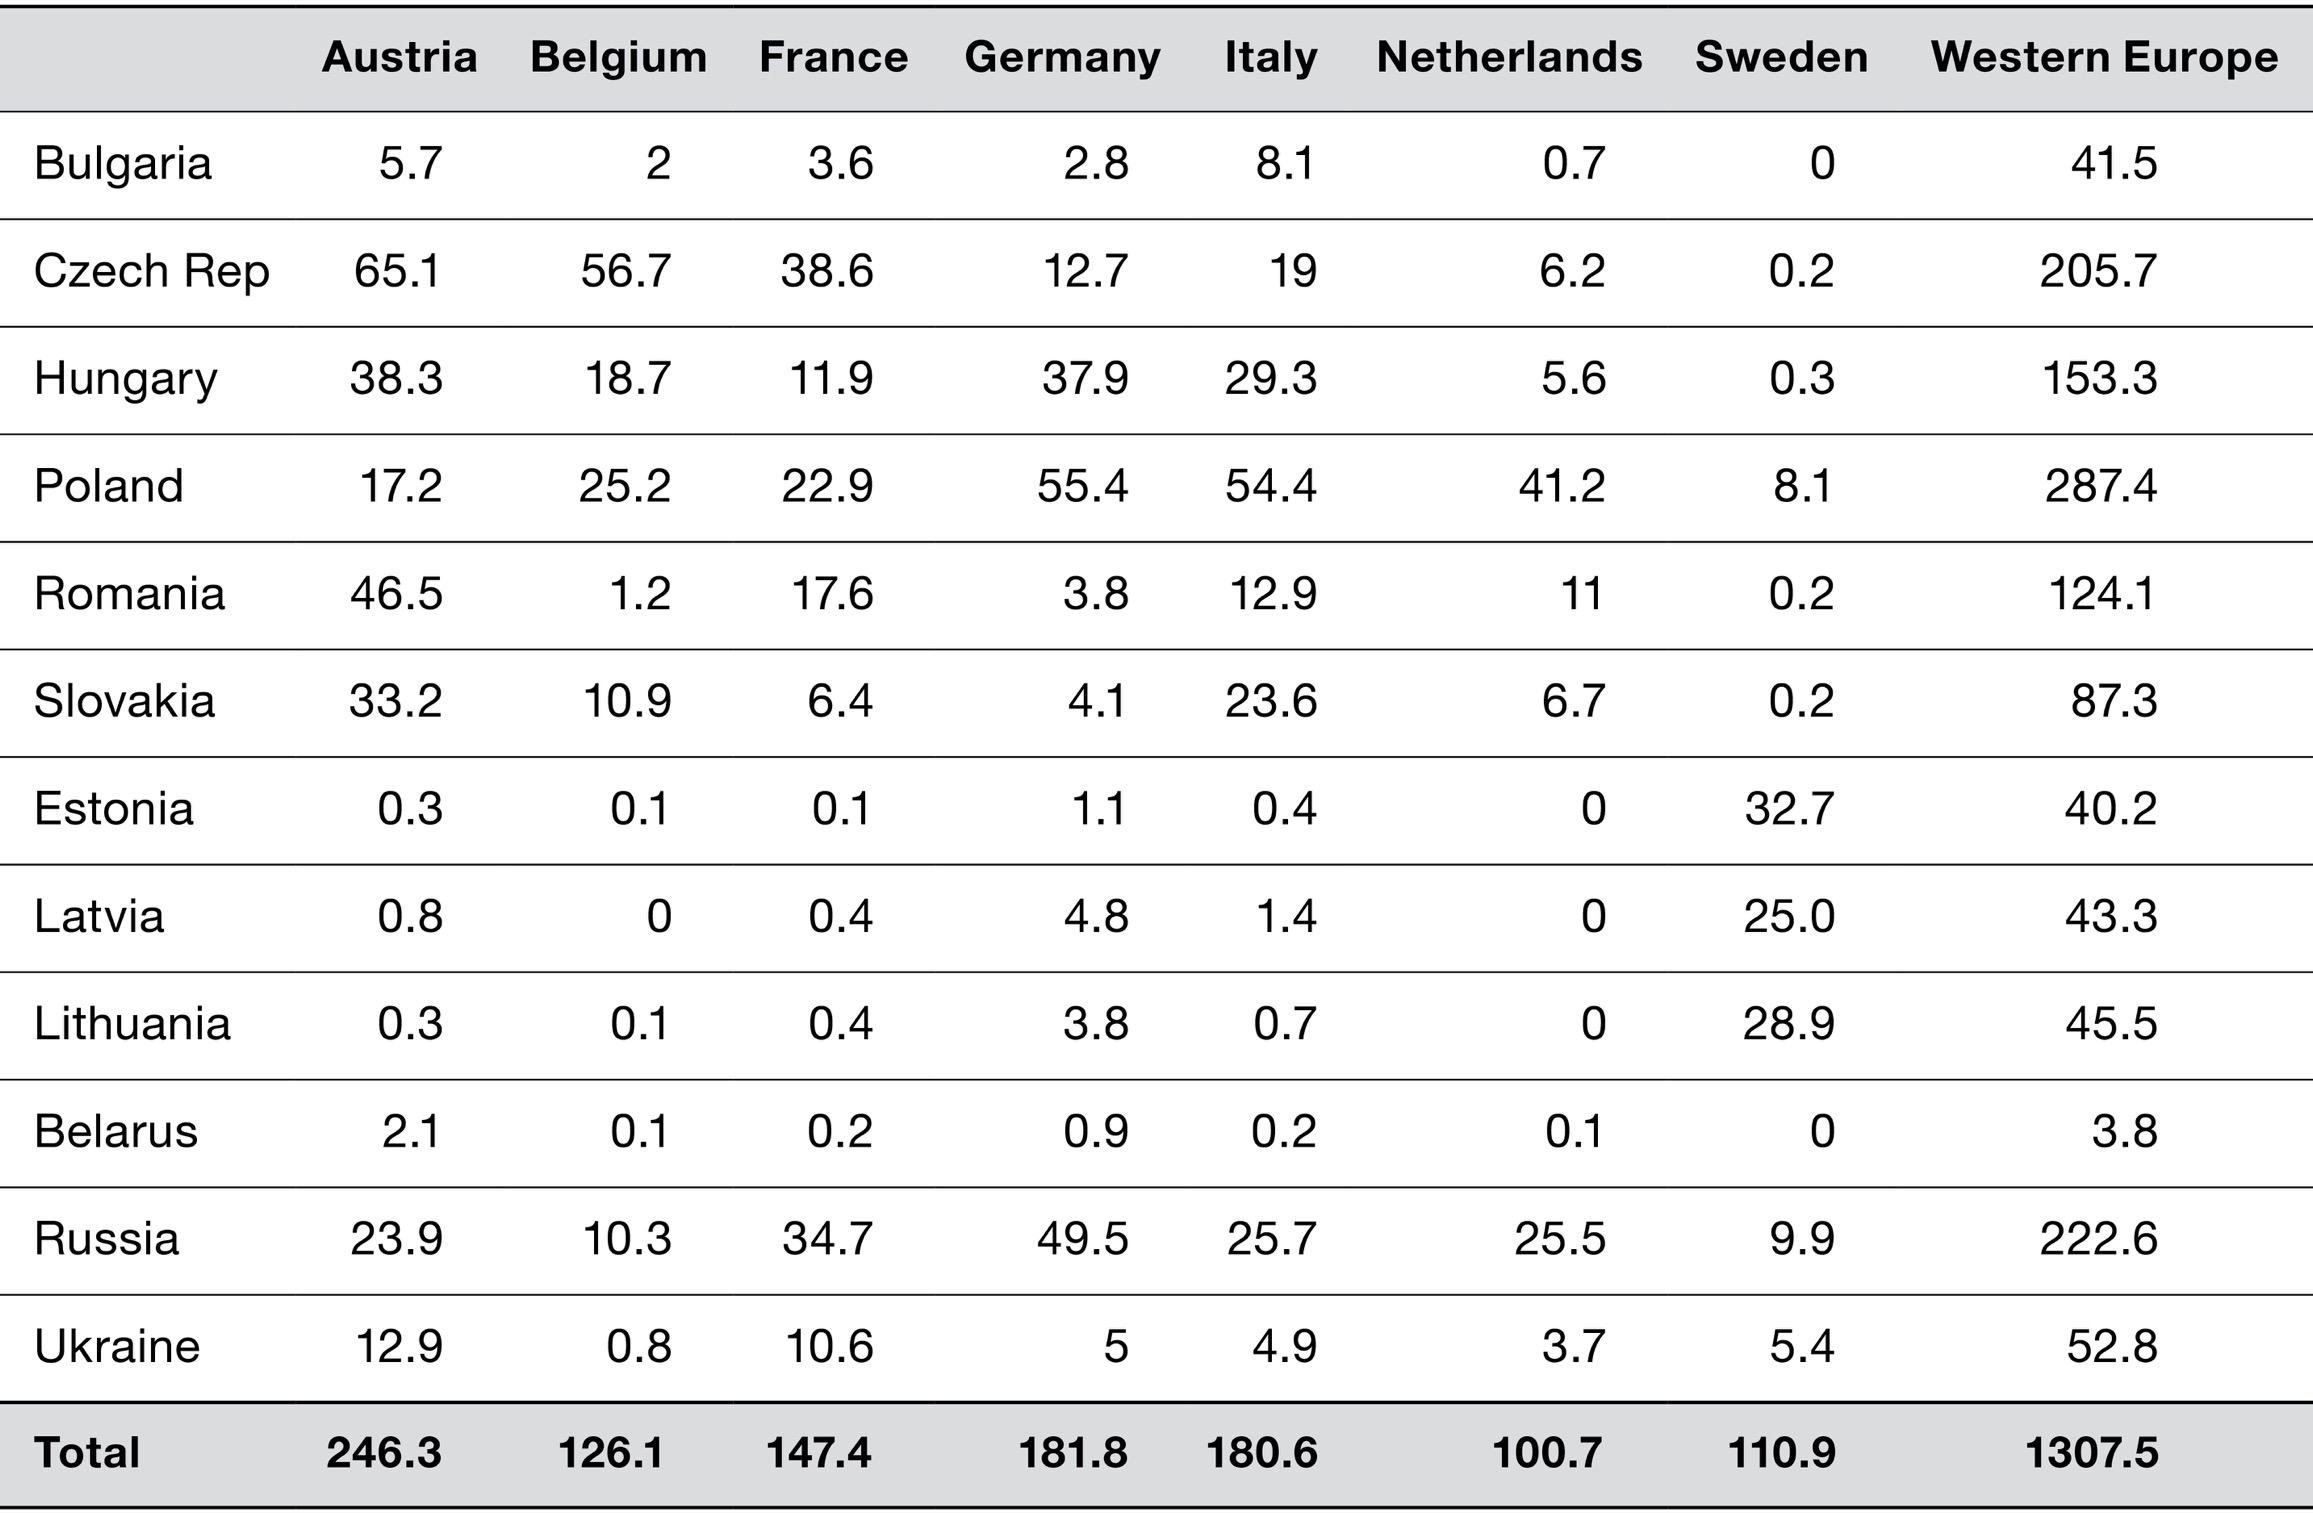 Austria Belgium France Germany Italy Netherlands Sweden Western Europe
Bulgaria 5.7 2 3.6 2.8 8.1 0.7 0 41.5
Czech Rep 65.1 56.7 38.6 12.7 19 6.2 0.2 205.7
Hungary 38.3 18.7 11.9 37.9 29.3 5.6 0.3 153.3
Poland 17.2 25.2 22.9 55.4 54.4 41.2 8.1 287.4
Romania 46.5 1.2 17.6 3.8 12.9 11 0.2 124.1
Slovakia 33.2 10.9 6.4 4.1 23.6 6.7 0.2 87.3
Estonia 0.3 0.1 0.1 1.1 0.4 0 32.7 40.2
Latvia 0.8 0 0.4 4.8 1.4 0 25.0 43.3
Lithuania 0.3 0.1 0.4 3.8 0.7 0 28.9 45.5
Belarus 2.1 0.1 0.2 0.9 0.2 0.1 0 3.8
Russia 23.9 10.3 34.7 49.5 25.7 25.5 9.9 222.6
Ukraine 12.9 0.8 10.6 5 4.9 3.7 5.4 52.8
Total 246.3 126.1 147.4 181.8 180.6 100.7 110.9 1307.5